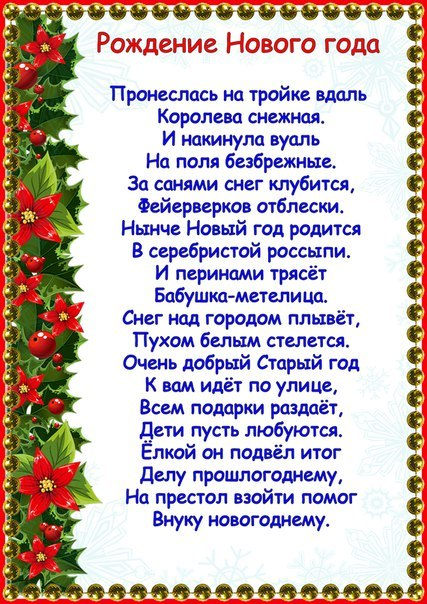 Рождение Нового года
Пронеслась на тройке вдаль
Королева снежная.
И накинула вуаль
На поля безбрежные.
За санями снег клубится,
Фейерверков отблески.
Нынче Новый год родится
В серебристой россыпи.
И перинами трясёт
Бабушка-метелица.
Снег над городом плывёт,
Пухом белым стелется.
Очень добрый Старый год
К вам идёт по улице,
Всем подарки раздаёт,
Дети пусть любуются.
Ёлкой он подвёл итог
Делу прошлогоднему,
На престол взойти помог
Внуку новогоднему.